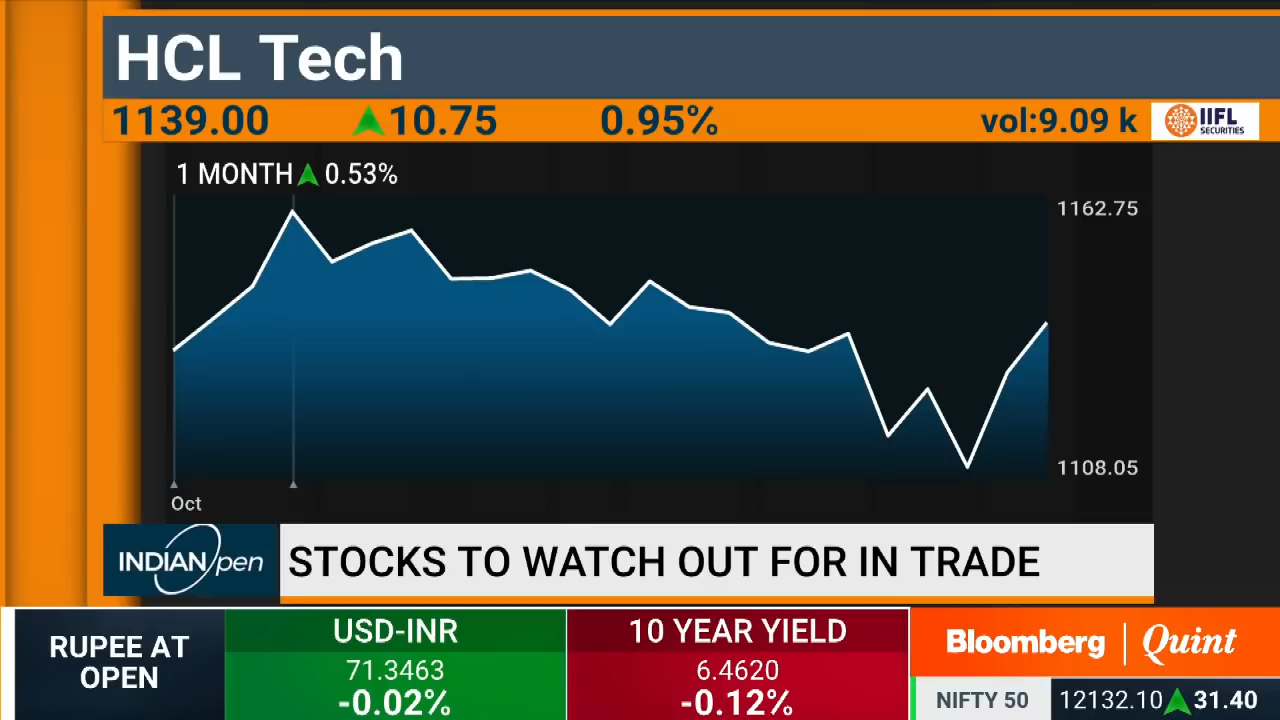 HCL Tech
1139.00 10.75 0.95% vol:9.09 k IIFL SECURITIES
1 MONTH 0.53%
1162.75
1108.05
Oct
INDIAN Open STOCKS TO WATCH OUT FOR IN TRADE
RUPEE AT OPEN
USD-INR
71.3463
-0.02%
10 YEAR YIELD
6.4620
-0.12%
Bloomberg | Quint
NIFTY 50 12132.10 31.40